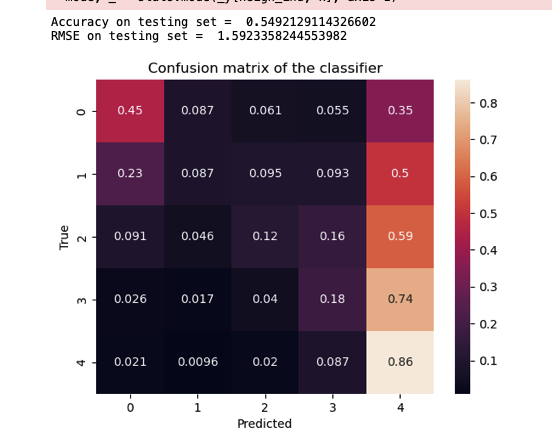 Accuracy on testing set =  0.5492129114326602
RMSE on testing set =  1.5923358244553982
Confusion matrix of the classifier
0 0.45 0.087 0.061 0.055 0.35
1 0.23 0.087 0.095 0.093 0.5
2 0.091 0.046 0.12 0.16 0.59
3 0.026 0.017 0.04 0.18 0.74
4 0.021 0.0096 0.02 0.087 0.86
True
0 1 2 3 4
Predicted
0.8
0.7
0.6
0.5
0.4
0.3
0.2
0.1